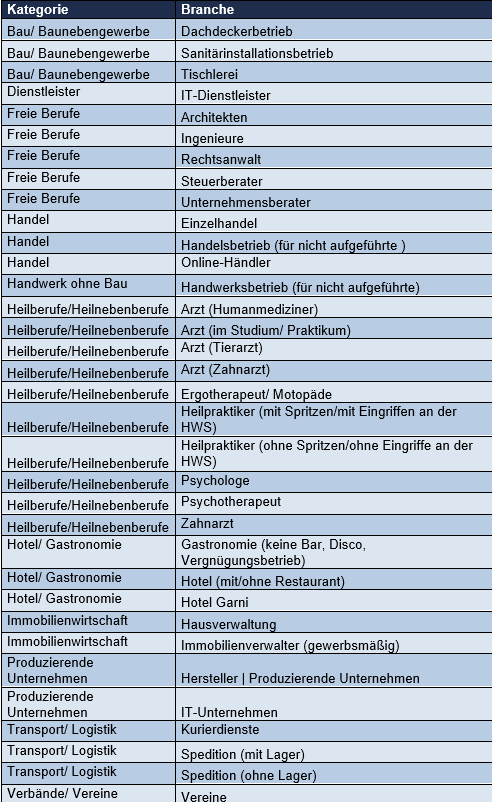 Kategorie Branche
Bau/ Baunebengewerbe Dachdeckerbetrieb
Bau/ Baunebengewerbe Sanitärinstallationsbetrieb
Bau/ Baunebengewerbe Tischlerei
Dienstleister IT-Dienstleister
Freie Berufe Architekten
Freie Berufe Ingenieure
Freie Berufe Rechtsanwalt
Freie Berufe Steuerberater
Freie Berufe Unternehmensberater
Handel Einzelhandel
Handel Handelsbetrieb (für nicht aufgeführte )
Handel Online-Händler
Handwerk ohne Bau Handwerksbetrieb (für nicht aufgeführte)
Heilberufe/Heilnebenberufe Arzt (Humanmediziner)
Heilberufe/Heilnebenberufe Arzt (im Studium/ Praktikum)
Heilberufe/Heilnebenberufe Arzt (Tierarzt)
Heilberufe/Heilnebenberufe Arzt (Zahnarzt)
Heilberufe/Heilnebenberufe Ergotherapeut/ Motopäde
Heilpraktiker (mit Spritzen/mit Eingriffen an der
Heilberufe/Heilnebenberufe HWS)
Heilpraktiker (ohne Spritzen/ohne Eingriffe an der
Heilberufe/Heilnebenberufe HWS)
Heilberufe/Heilnebenberufe Psychologe
Heilberufe/Heilnebenberufe Psychotherapeut
Heilberufe/Heilnebenberufe Zahnarzt
Hotel/ Gastronomie Gastronomie (keine Bar, Disco,
Vergnügungsbetrieb)
Hotel/ Gastronomie Hotel (mit/ohne Restaurant)
Hotel/ Gastronomie Hotel Garni
Immobilienwirtschaft Hausverwaltung
Immobilienwirtschaft Immobilienverwalter (gewerbsmäßig)
Produzierende
Unternehmen Hersteller | Produzierende Unternehmen
Produzierende
Unternehmen IT-Unternehmen
Transport/ Logistik Kurierdienste
Transport/ Logistik Spedition (mit Lager)
Transport/ Logistik Spedition (ohne Lager)
Verbände/ Vereine Vereine